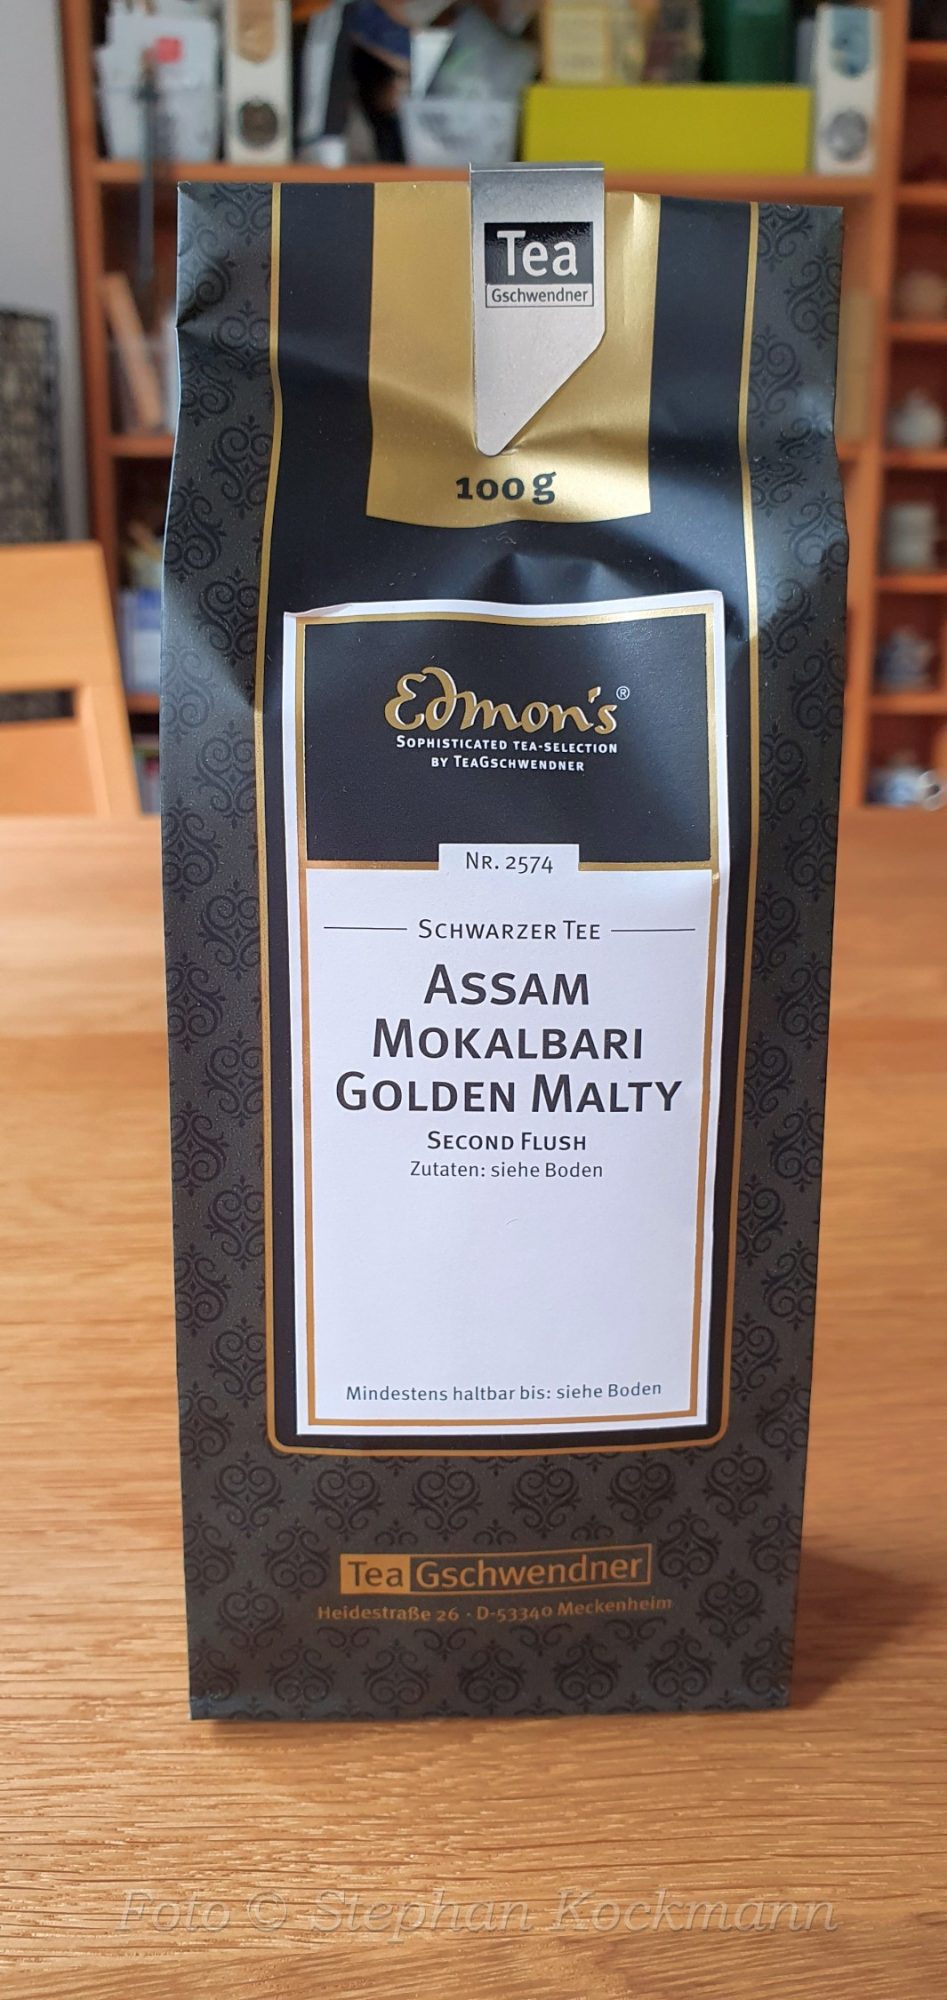 Tea
Gschwendner
100 g
Edmon's®
SOPHISTICATED TEA-SELECTION
BY TEAGSCHWENDNER
NR. 2574
SCHWARZER TEE
ASSAM
MOKALBARI
GOLDEN MALTY
SECOND FLUSH
Zutaten: siehe Boden
Mindestens haltbar bis: siehe Boden
Tea Gschwendner
Heidestraße 26 · D-53340 Meckenheim
Foto © Stephan Kockmann